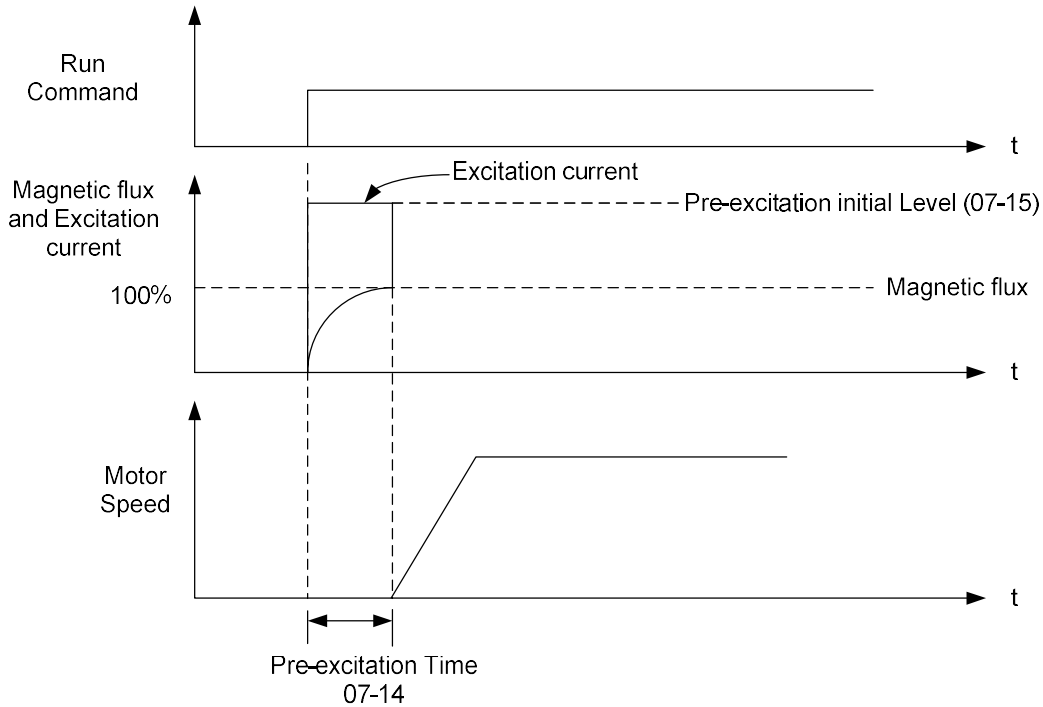 Run
Command
t
Excitation current
Magnetic flux
and Excitation
current
Pre-excitation initial Level (07-15)
100%
Magnetic flux
t
Motor
Speed
t
Pre-excitation Time
07-14